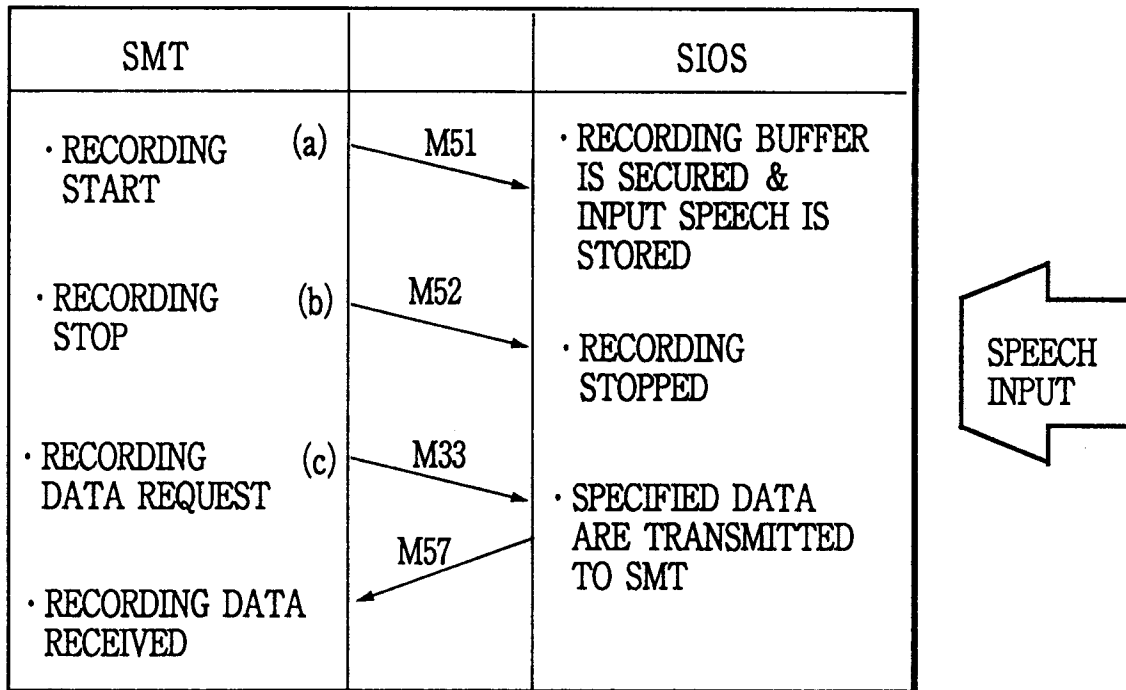 SMT
SIOS
· RECORDING
START
(a)
M51
· RECORDING BUFFER
IS SECURED &
INPUT SPEECH IS
STORED
· RECORDING
STOP
(b)
M52
· RECORDING
STOPPED
SPEECH
INPUT
· RECORDING
DATA REQUEST
(c)
M33
· SPECIFIED DATA
ARE TRANSMITTED
TO SMT
M57
· RECORDING DATA
RECEIVED